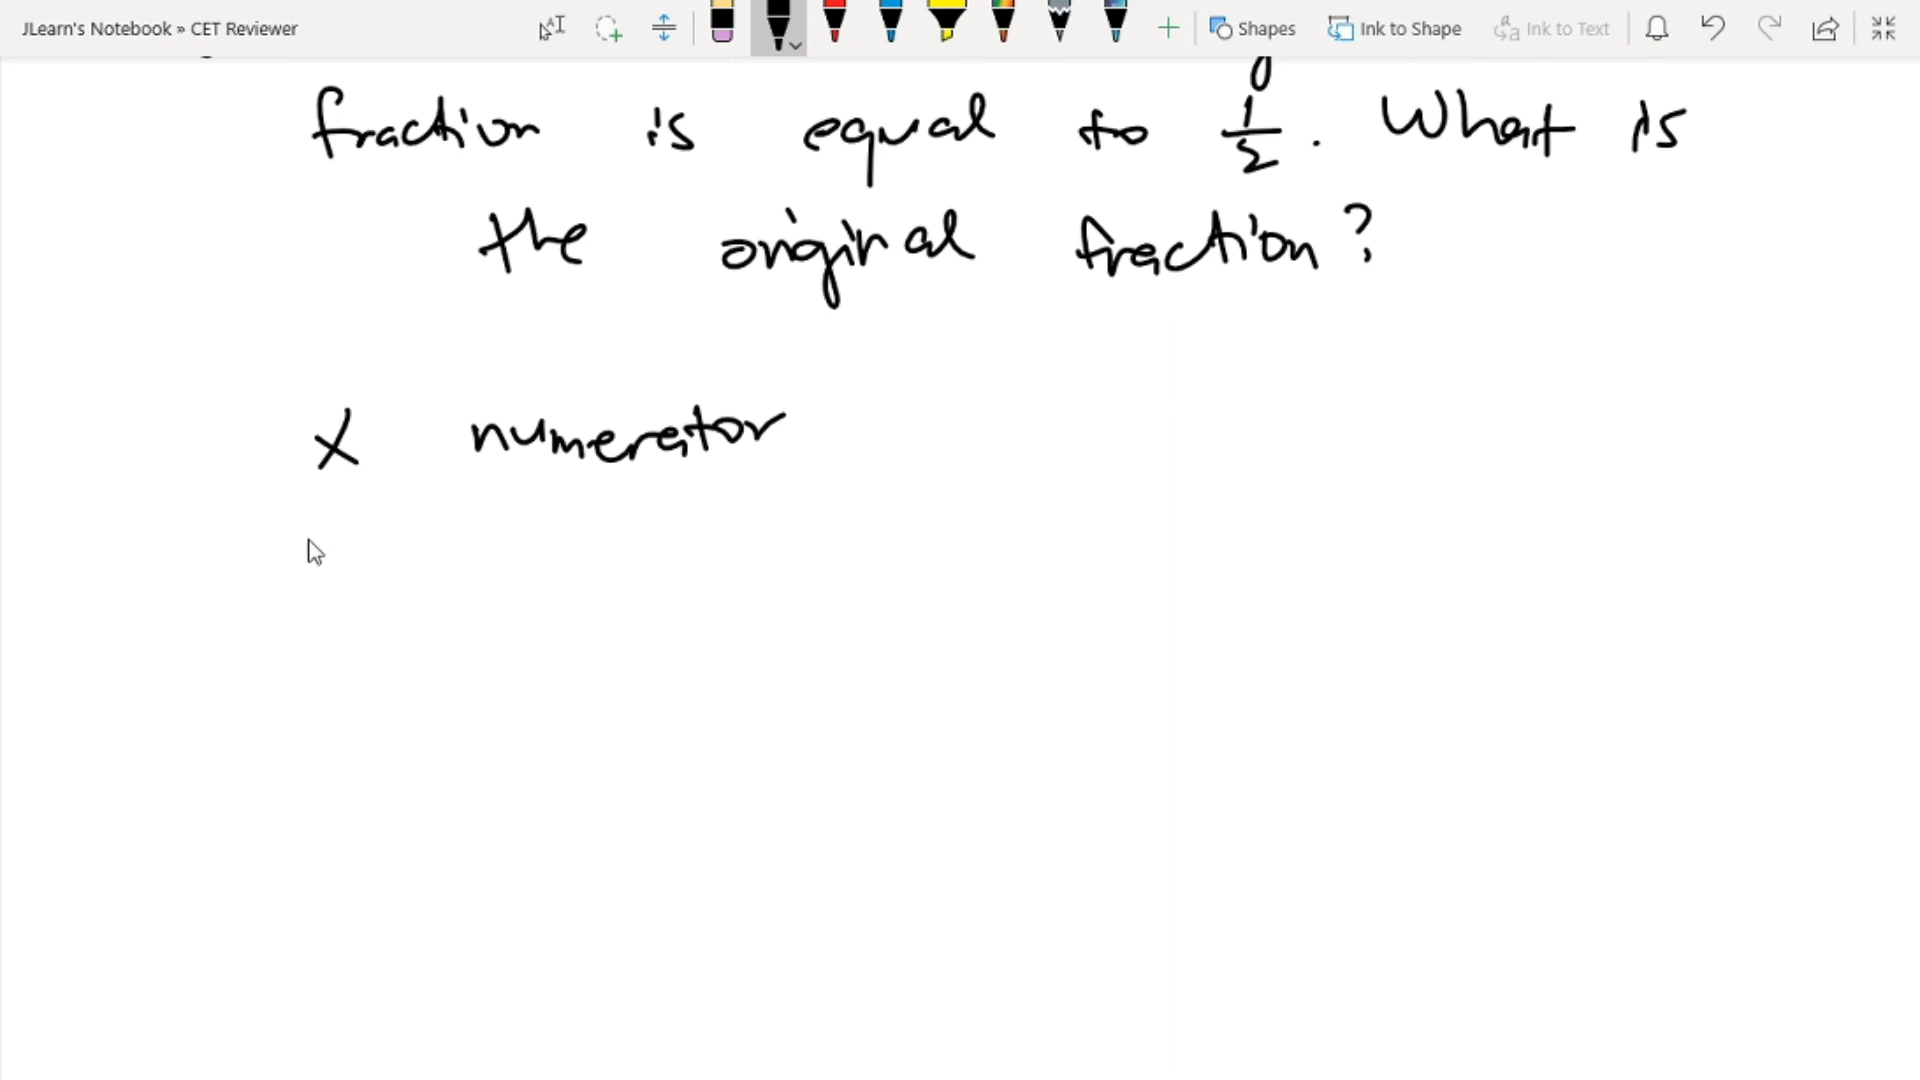 JLearn's Notebook » CET Reviewer Shapes Ink to Shape Ink to Text
fraction is equal to 1/2. What is
the original fraction?
X numerator